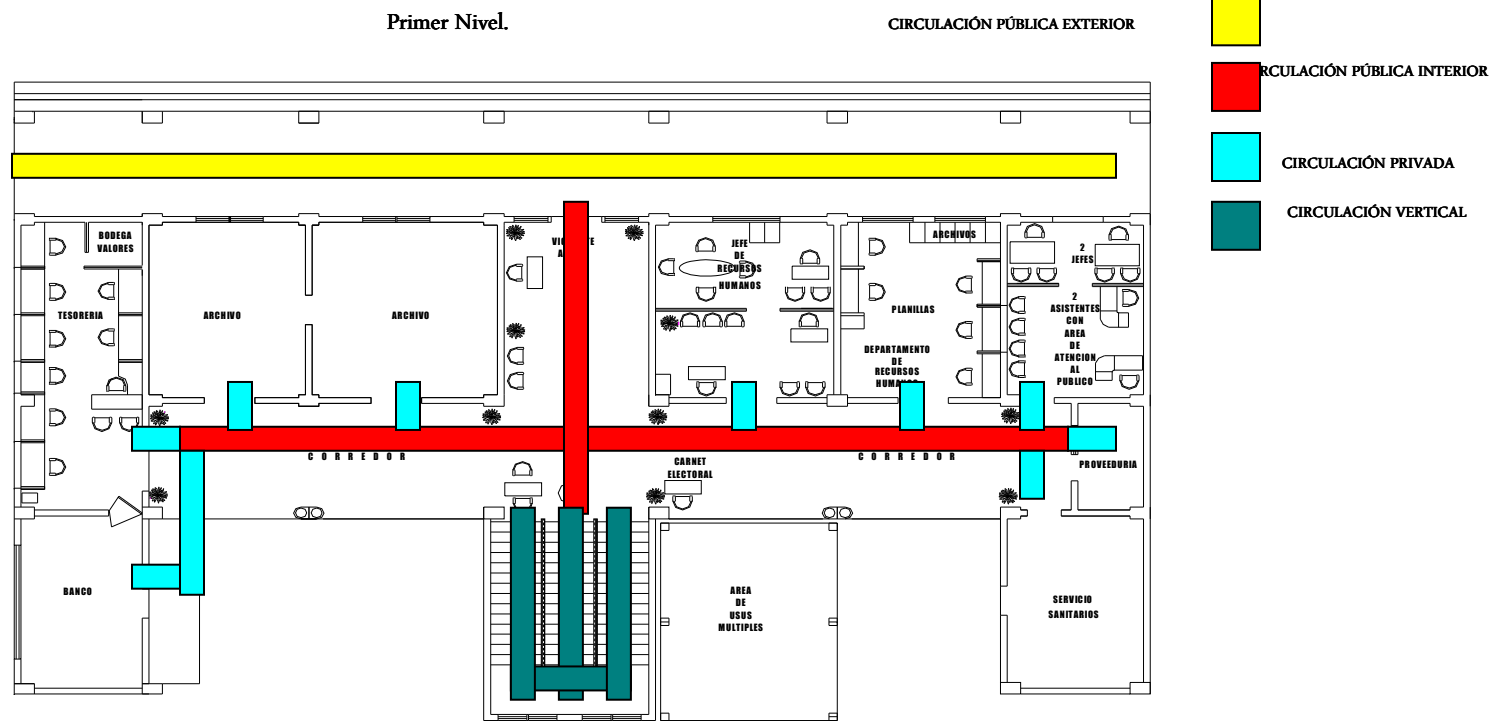 Primer Nivel.
CIRCULACIÓN PÚBLICA EXTERIOR
RCULACIÓN PÚBLICA INTERIOR
CIRCULACIÓN PRIVADA
CIRCULACIÓN VERTICAL
BODEGA
VALORES
TESORERIA
ARCHIVO
ARCHIVO
JEFE
DE
RECURSOS
HUMANOS
ARCHIVOS
PLANILLAS
DEPARTAMENTO
DE
RECURSOS
2
JEFES
2
ASISTENTES
CON
AREA
DE
ATENCION
AL
PUBLICO
CORREDOR
CARNET
ELECTORAL
CORREDOR
PROVEEDURIA
BANCO
AREA
DE
USUS
MULTIPLES
SERVICIO
SANITARIOS